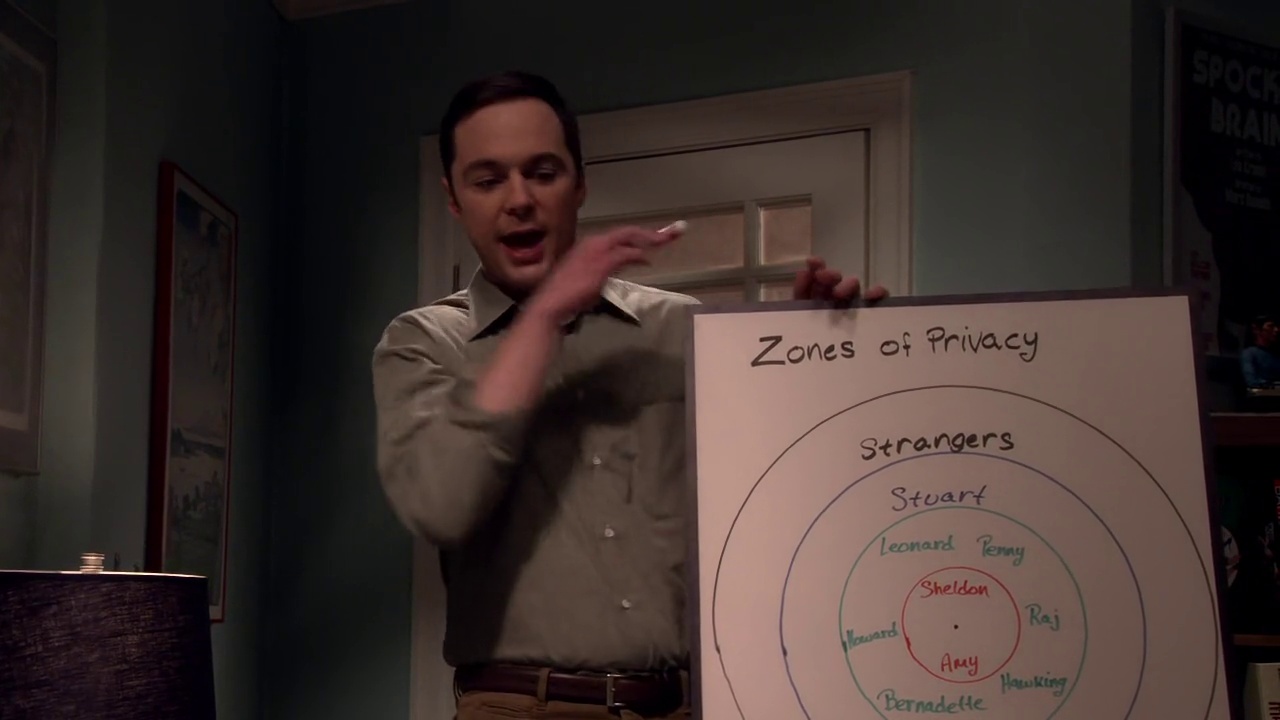 SPOCK
BRAIN
Zones of Privacy
Strangers
Stuart
Leonard Penny
Sheldon
Raj
Howard
Amy
Hawking
Bernadette